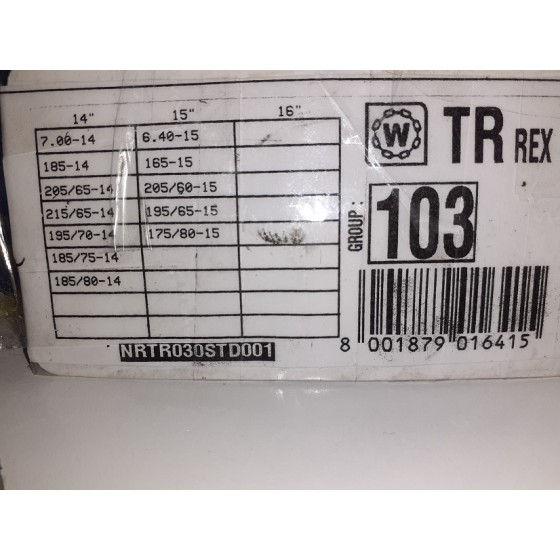 14" 15" 16"
7.00-14 6.40-15
185-14 165-15
205/65-14 205/60-15
215/65-14 195/65-15
195/70-14 175/80-15
185/75-14
185/80-14
NRTR030STD001
W
TR REX
GROUP: 103
8 001879 016415